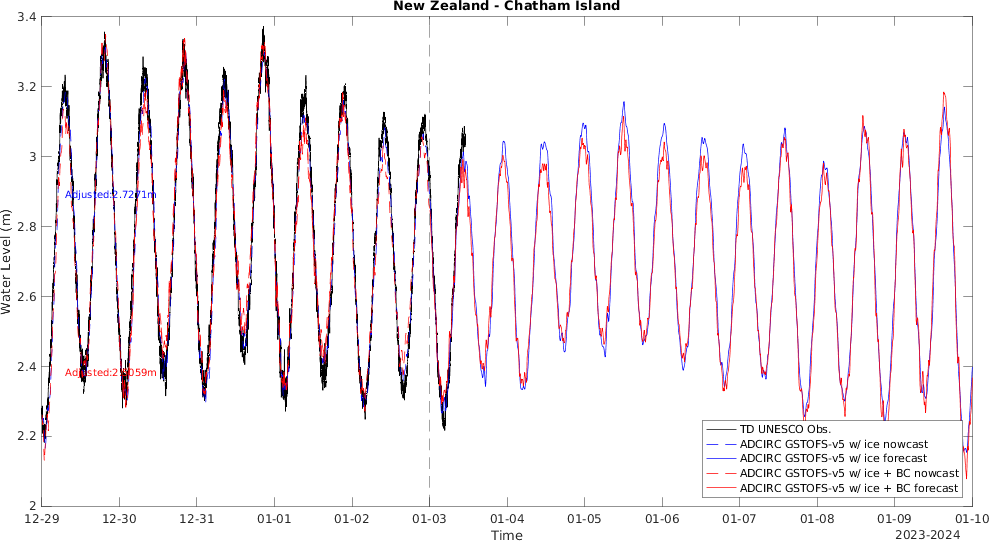 New Zealand - Chatham Island
3.4
3.2
3
2.8
2.6
2.4
2.2
2
Water Level (m)
Adjusted:2.7271m
12-29
12-30
12-31
01-01
01-02
01-03
01-04
01-05
01-06
01-07
01-08
01-09
01-10
Time
2023-2024
TD UNESCO Obs.
ADCIRC GSTOFS-v5 w/ ice nowcast
ADCIRC GSTOFS-v5 w/ ice forecast
ADCIRC GSTOFS-v5 w/ ice + BC nowcast
ADCIRC GSTOFS-v5 w/ ice + BC forecast